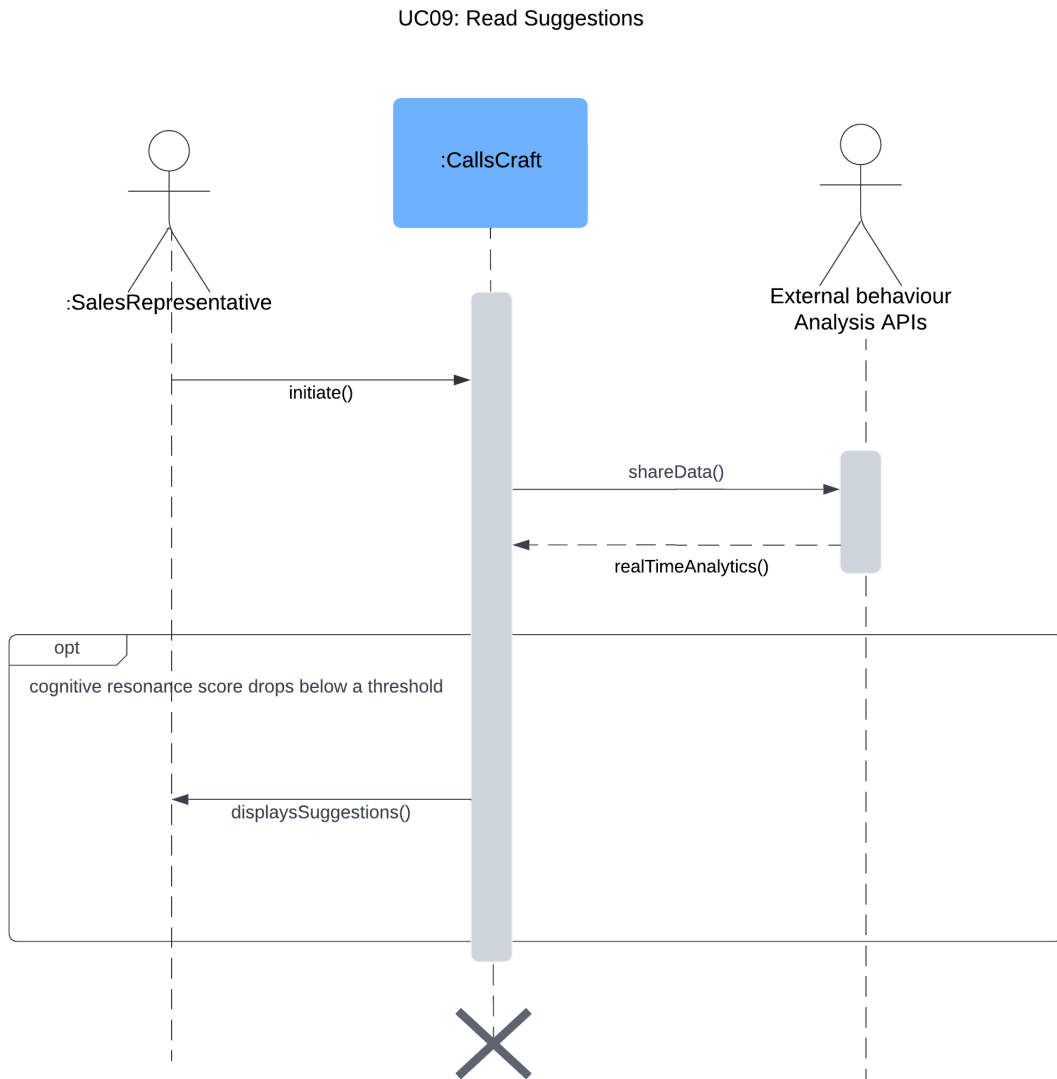 UC09: Read Suggestions
:CallsCraft
:SalesRepresentative
External behaviour
Analysis APIs
initiate()
shareData()
realTimeAnalytics()
opt
cognitive resonance score drops below a threshold
displaysSuggestions()